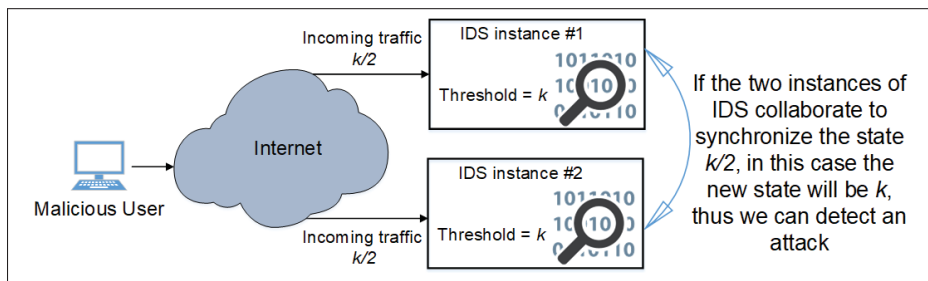 Incoming traffic
k/2
IDS instance #1
1011010
Threshold = k
If the two instances of
IDS collaborate to
synchronize the state
k/2, in this case the
new state will be k,
thus we can detect an
attack
Internet
Malicious User
IDS instance #2
1011010
Threshold = k
Incoming traffic
k/2